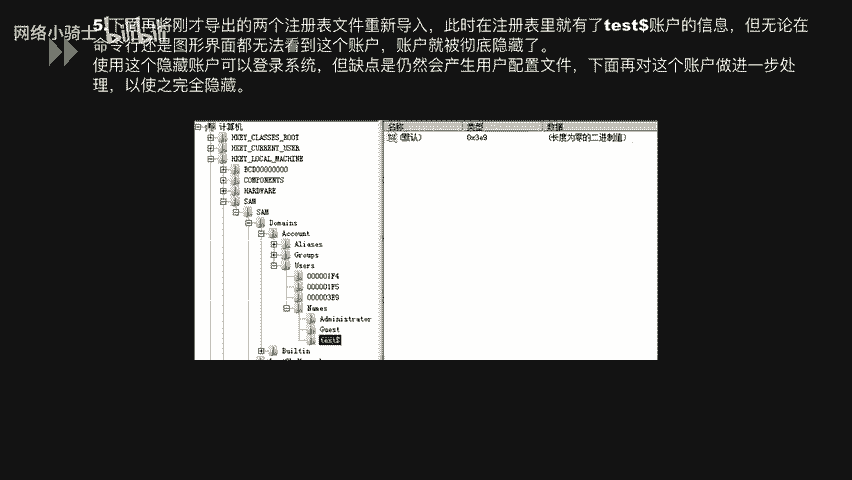 网络小骑士 bilibili
5. 下面再将刚才导出的两个注册表文件重新导入，此时在注册表里就有了test$账户的信息，但无论在
命令行还是图形界面都无法看到这个账户，账户就被彻底隐藏了。
使用这个隐藏账户可以登录系统，但缺点是仍然会产生用户配置文件，下面再对这个账户做进一步处
理，以使之完全隐藏。
名称 类型 数据
(默认) 0x3e9 (长度为零的二进制值)
计算机
HKEY_CLASSES_ROOT
HKEY_CURRENT_USER
HKEY_LOCAL_MACHINE
BCD00000000
COMPONENTS
HARDWARE
SAM
SAM
Domains
Account
Aliases
Groups
Users
000001F4
000001F5
000003E9
Names
Administrator
Guest
test$
Builtin